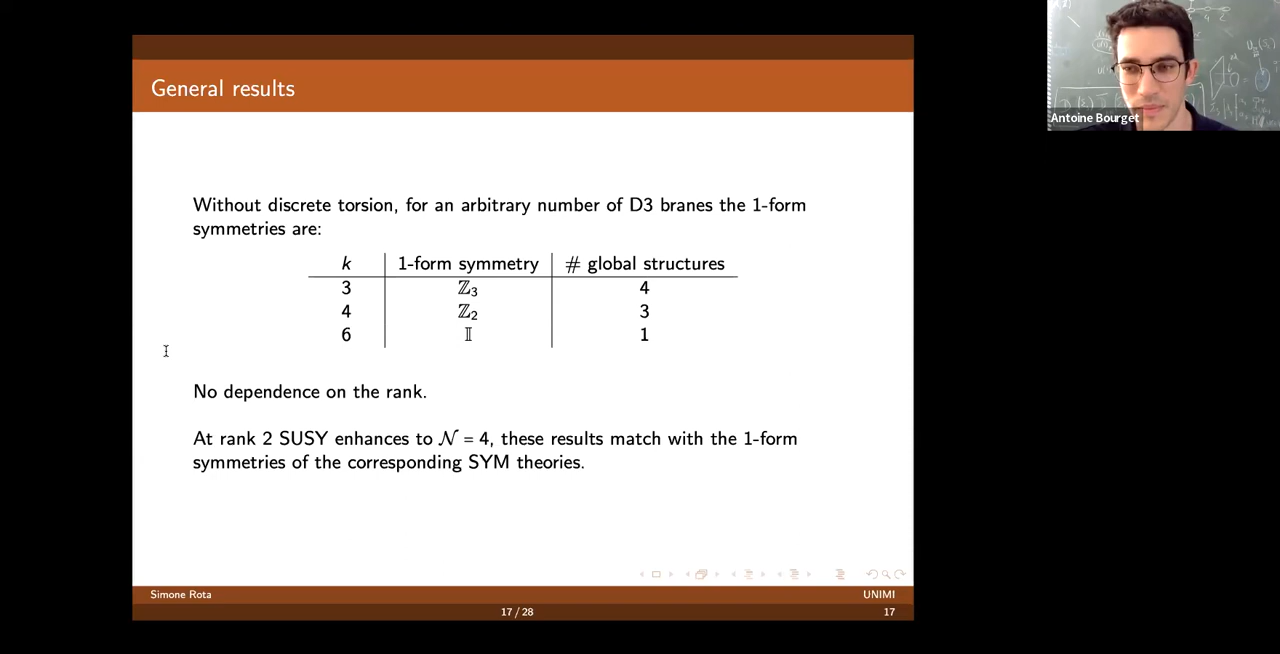 General results
Without discrete torsion, for an arbitrary number of D3 branes the 1-form
symmetries are:
k 1-form symmetry # global structures
3 ℤ₃ 4
4 ℤ₂ 3
6 𝕀 1
No dependence on the rank.
At rank 2 SUSY enhances to 𝒩 = 4, these results match with the 1-form
symmetries of the corresponding SYM theories.
Simone Rota UNIMI
17 / 28 17
Antoine Bourget